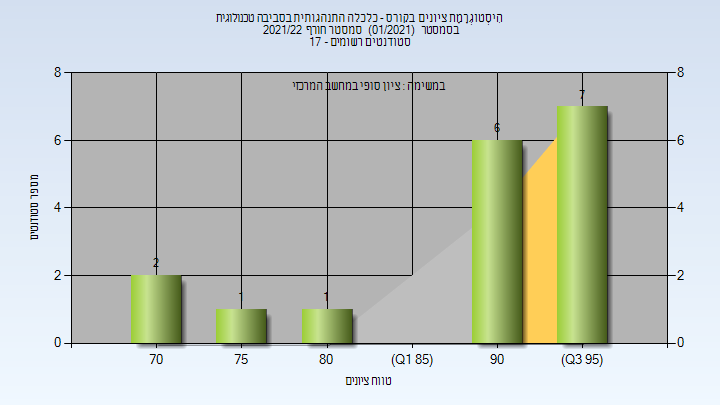 הִיסְטוגְרָמַת ציונים בקורס - כלכלה התנהגותית בסביבה טכנולוגית
בסמסטר (01/2021) סמסטר חורף 2021/22
סטודנטים רשומים - 17
במשימה : ציון סופי במחשב המרכזי
8 8
7
6 6 6
4 4
2 2 2
1 1
0 0
70 75 80 (Q1 85) 90 (Q3 95)
מספר סטודנטים
טווח ציונים